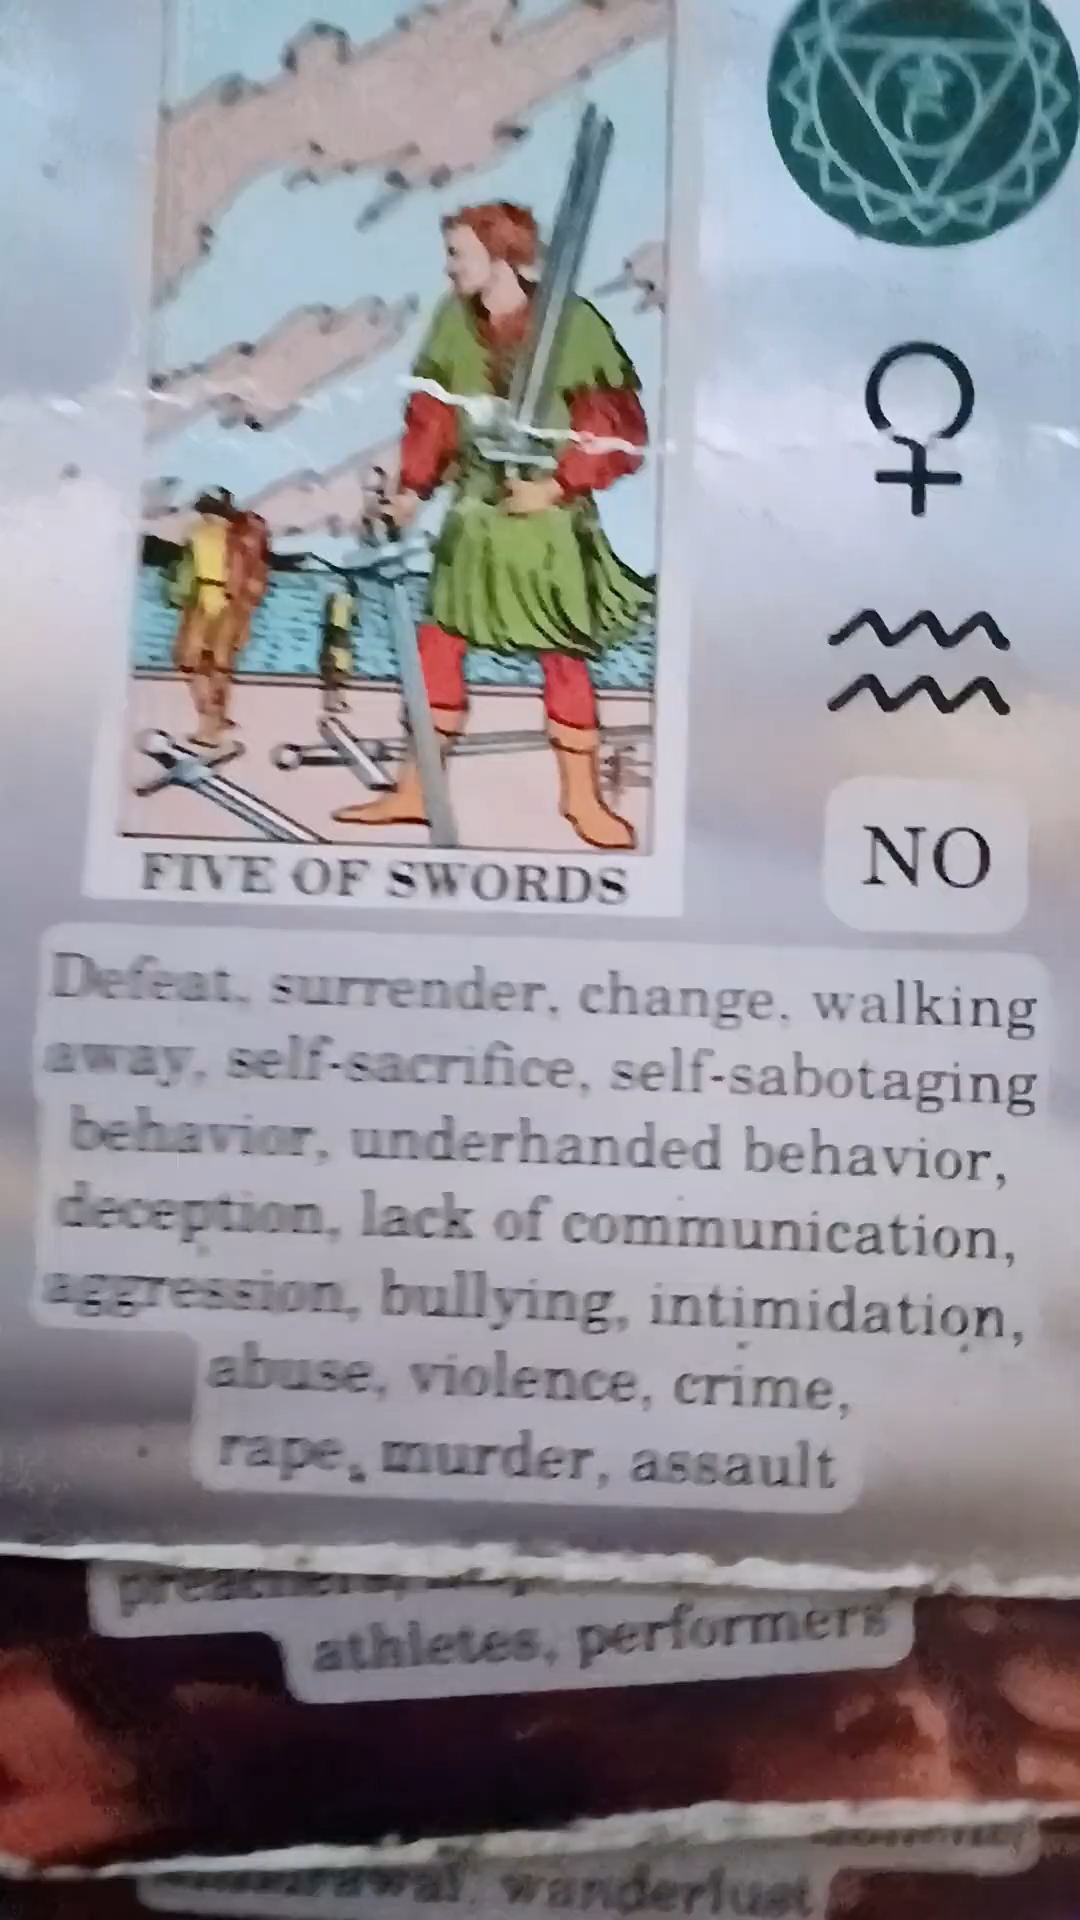 FIVE OF SWORDS
NO
Defeat, surrender, change, walking
away, self-sacrifice, self-sabotaging
behavior, underhanded behavior,
deception, lack of communication,
aggression, bullying, intimidation,
abuse, violence, crime,
rape, murder, assault
athletes, performers
wanderlust